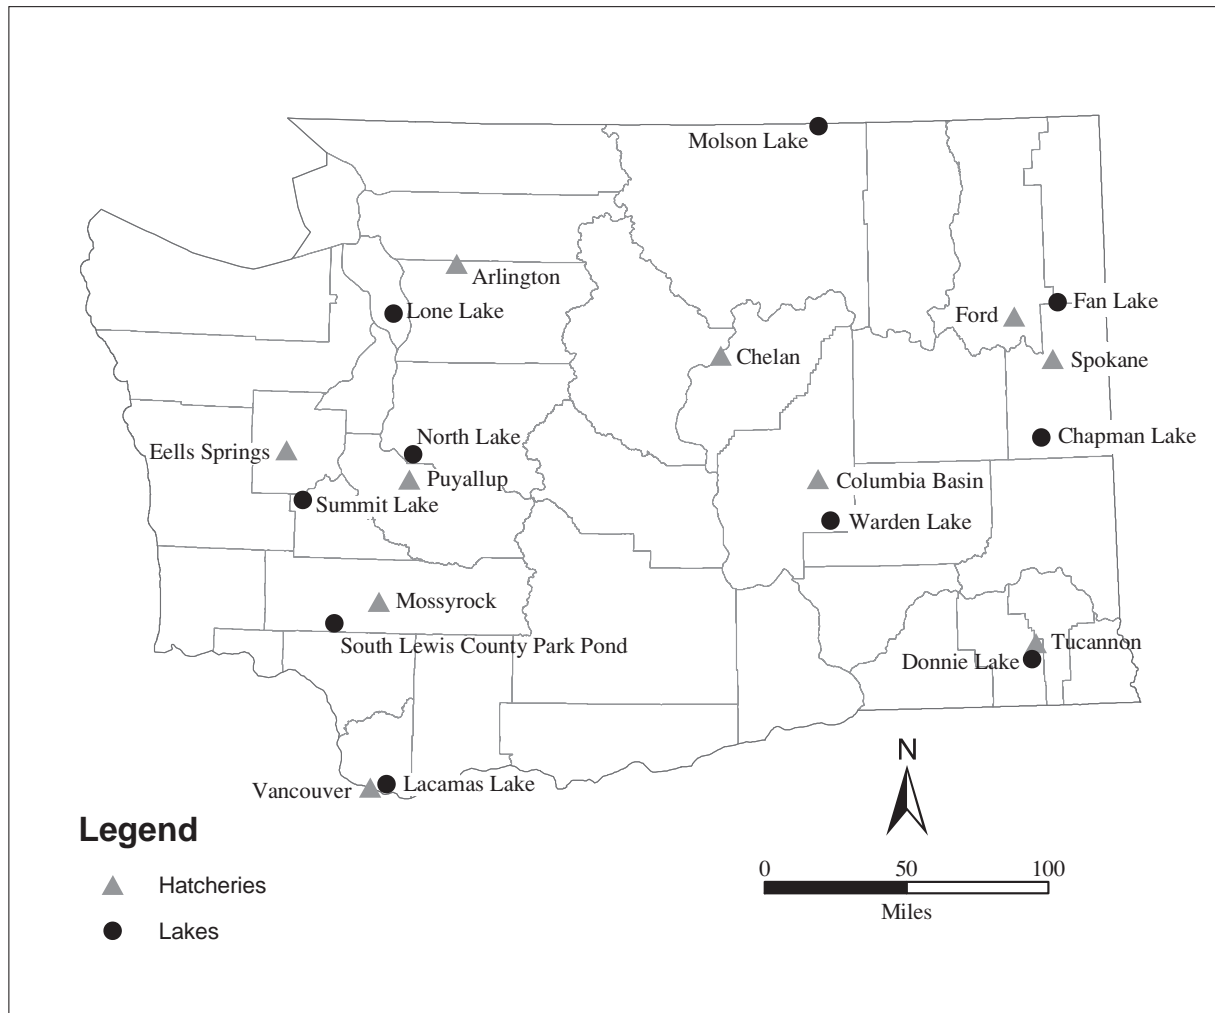 Molson Lake
Arlington
Lone Lake
Fan Lake
Ford
Chelan
Spokane
North Lake
Chapman Lake
Eells Springs
Puyallup
Columbia Basin
Summit Lake
Warden Lake
Mossyrock
South Lewis County Park Pond
Tucannon
Donnie Lake
N
Vancouver
Lacamas Lake
Legend
Hatcheries
Lakes
0 50 100
Miles